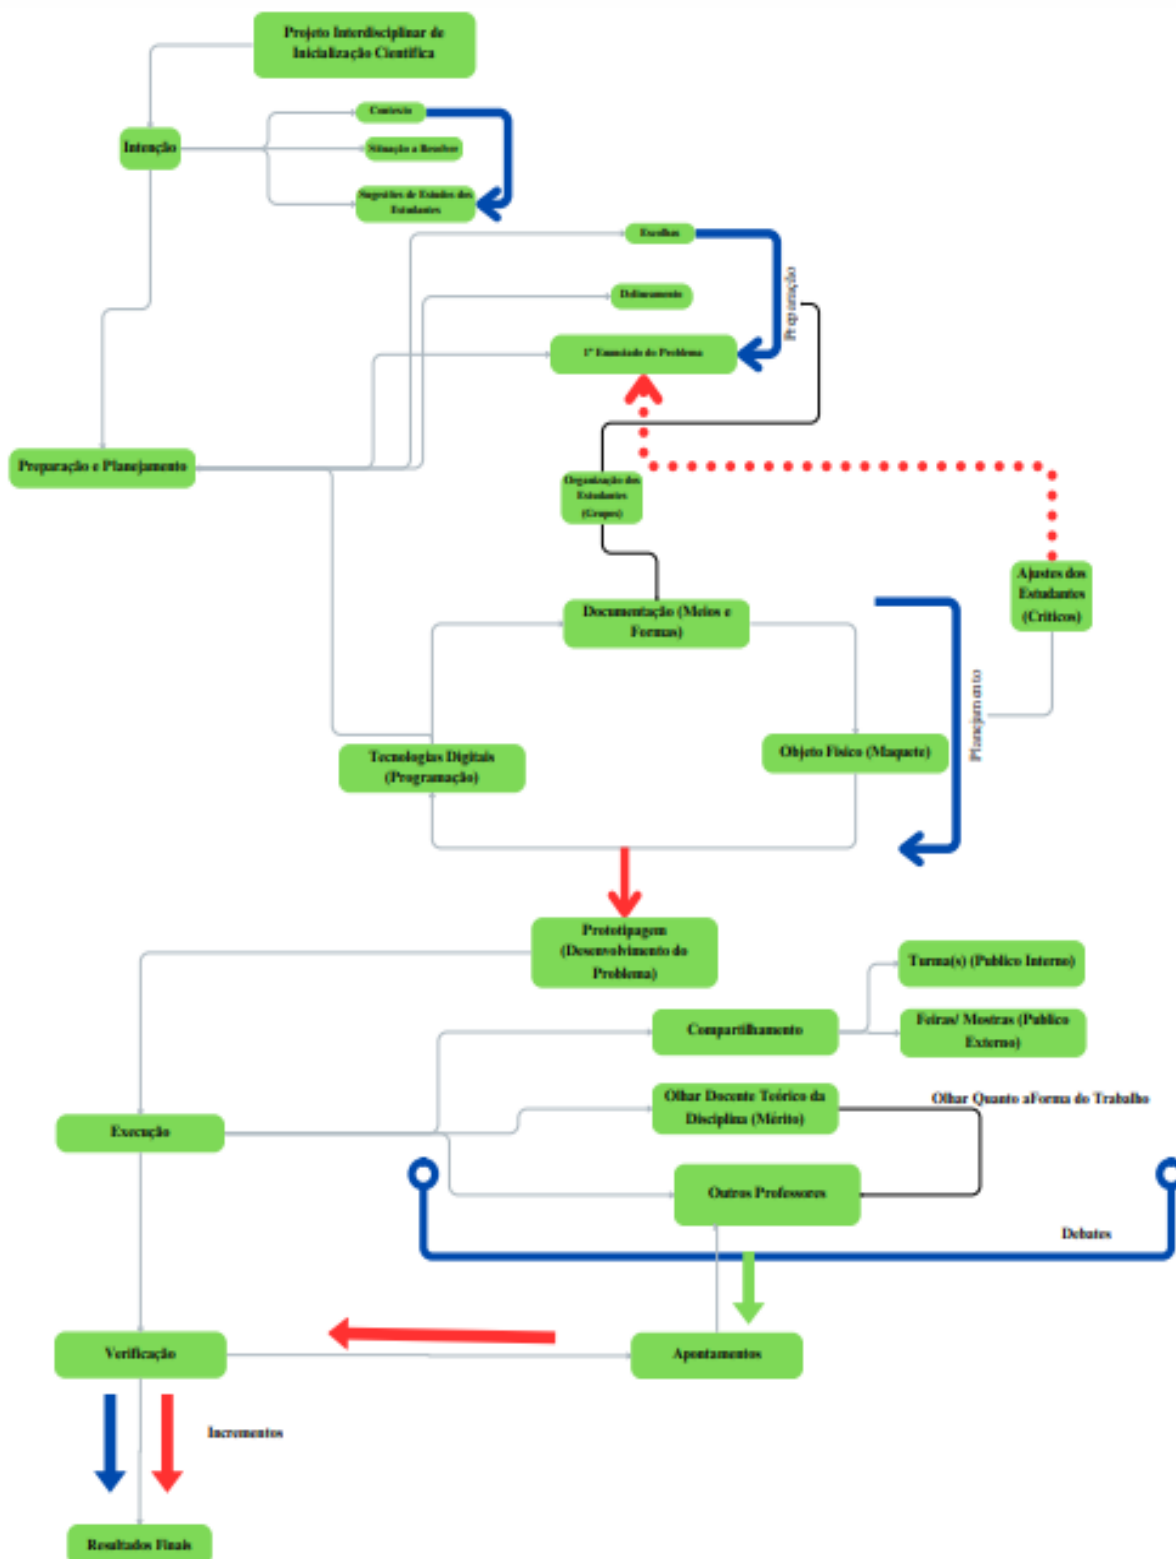 Projeto Interdisciplinar de
Inicialização Científica
Contexto
Intenção
Situação a Resolver
Sugestões de Estudos dos
Estudantes
Escolhas
Delineamento
Preparação
1º Enunciado do Problema
Preparação e Planejamento
Organização dos
Estudantes
(Grupos)
Ajustes dos
Estudantes
(Críticos)
Documentação (Meios e
Formas)
Planejamento
Tecnologias Digitais
(Programação)
Objeto Físico (Maquete)
Prototipagem
(Desenvolvimento do
Problema)
Turma(s) (Publico Interno)
Compartilhamento
Feiras/ Mostras (Publico
Externo)
Olhar Docente Teórico da
Disciplina (Mérito)
Olhar Quanto aForma do Trabalho
Execução
Outros Professores
Debates
Verificação
Apontamentos
Incrementos
Resultados Finais